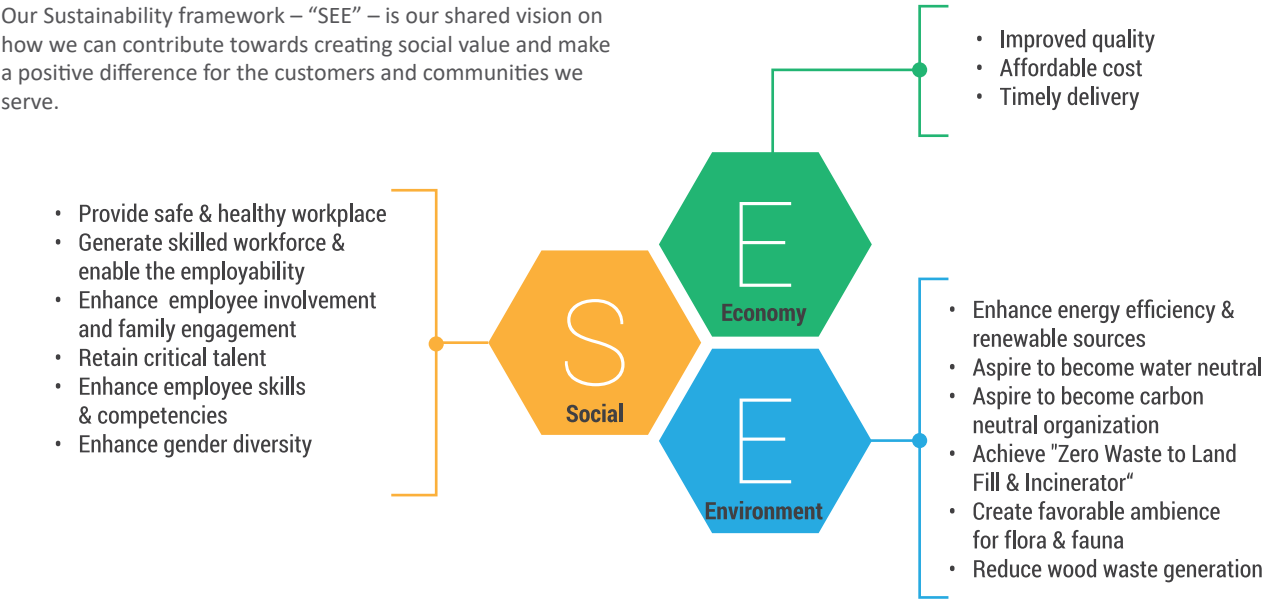 Our Sustainability framework – “SEE” – is our shared vision on
how we can contribute towards creating social value and make
a positive difference for the customers and communities we
serve.
• Improved quality
• Affordable cost
• Timely delivery
• Provide safe & healthy workplace
• Generate skilled workforce &
enable the employability
• Enhance  employee involvement
and family engagement
• Retain critical talent
• Enhance employee skills
& competencies
• Enhance gender diversity
S
Social
E
Economy
E
Environment
• Enhance energy efficiency &
renewable sources
• Aspire to become water neutral
• Aspire to become carbon
neutral organization
• Achieve "Zero Waste to Land
Fill & Incinerator“
• Create favorable ambience
for flora & fauna
• Reduce wood waste generation